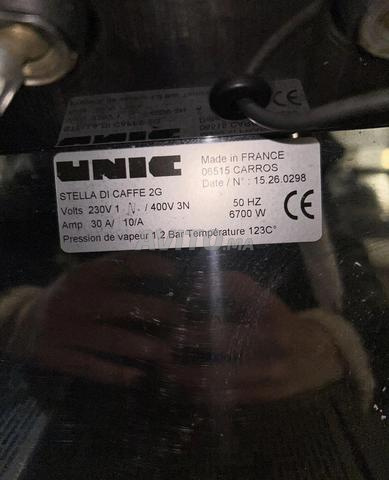 UNIC
Made in FRANCE
06515 CARROS
Date / N° : 15.26.0298
STELLA DI CAFFE 2G
Volts 230V 1 N / 400V 3N 50 HZ
Amp 30 A/ 10/A 6700 W
CE
Pression de vapeur 1,2 Bar Température 123C°